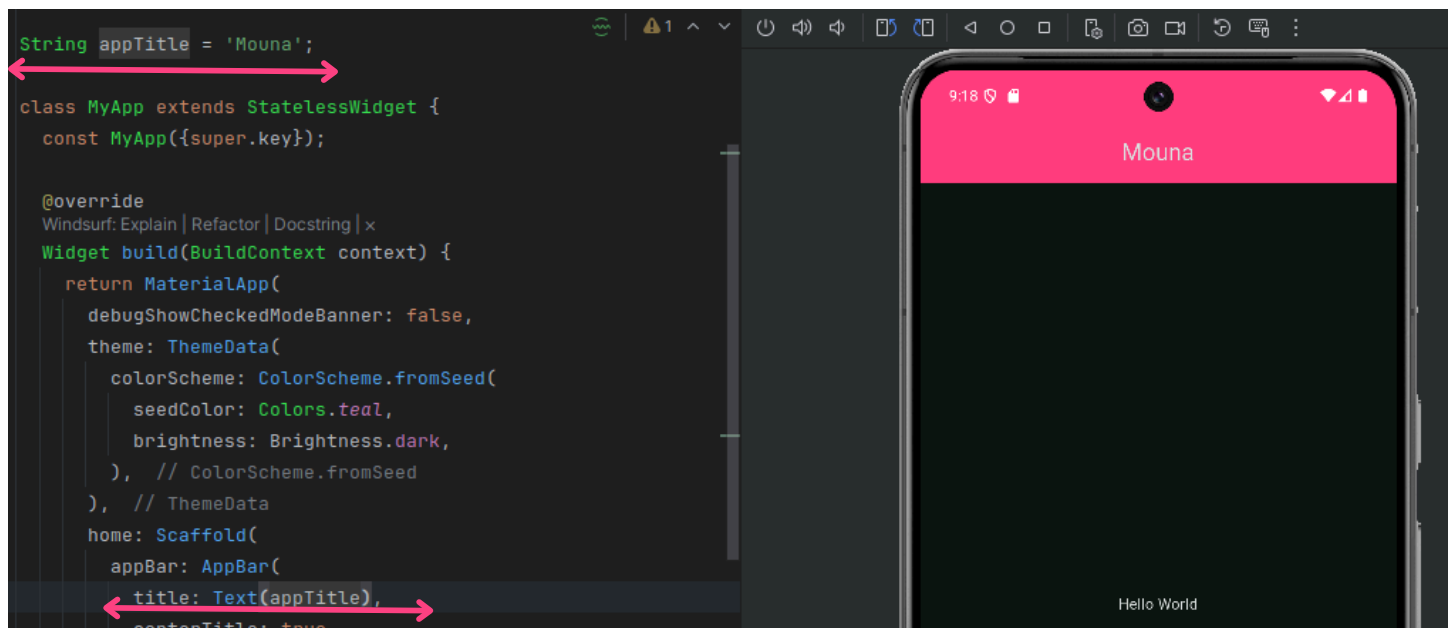 1
String appTitle = 'Mouna';
class MyApp extends StatelessWidget {
const MyApp({super.key});
@override
Windsurf: Explain | Refactor | Docstring | ×
Widget build(BuildContext context) {
return MaterialApp(
debugShowCheckedModeBanner: false,
theme: ThemeData(
colorScheme: ColorScheme.fromSeed(
seedColor: Colors.teal,
brightness: Brightness.dark,
), // ColorScheme.fromSeed
), // ThemeData
home: Scaffold(
appBar: AppBar(
title: Text(appTitle),
centerTitle: true
9:18
Mouna
Hello World